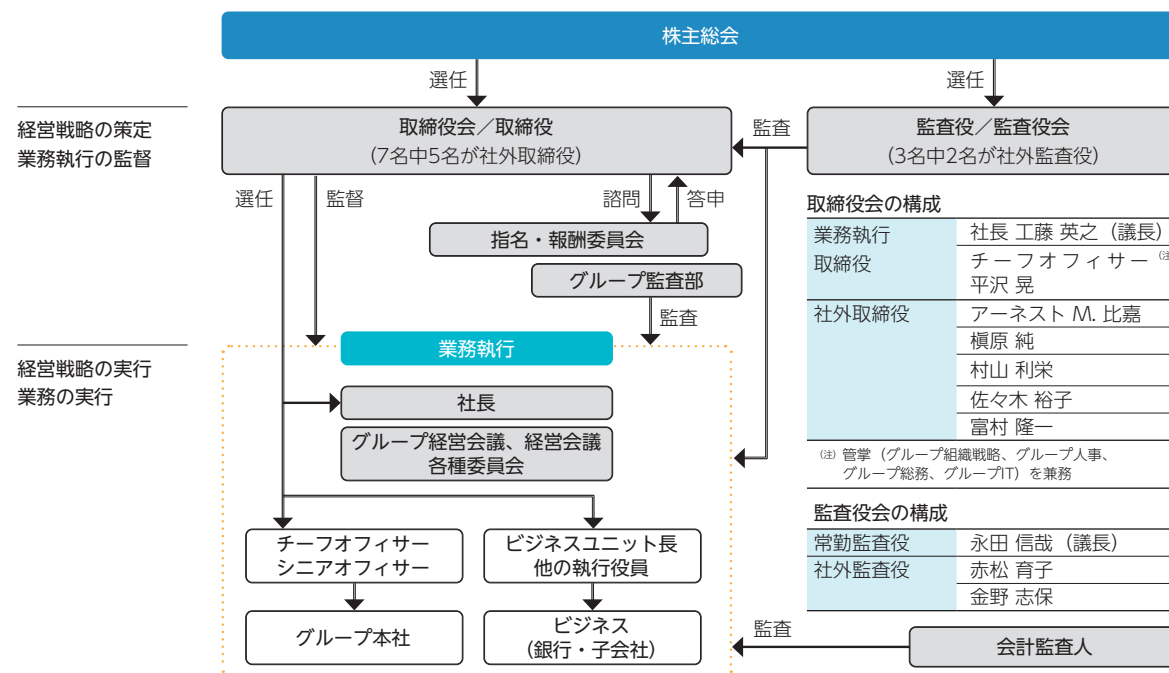 株主総会
選任
選任
経営戦略の策定
業務執行の監督
取締役会／取締役
(7名中5名が社外取締役)
監査
監査役／監査役会
(3名中2名が社外監査役)
選任
監督
諮問
答申
指名・報酬委員会
グループ監査部
監査
取締役会の構成
業務執行
取締役
社長 工藤 英之（議長）
チーフオフィサー（注
平沢 晃
社外取締役
アーネスト M. 比嘉
槇原 純
村山 利栄
佐々木 裕子
富村 隆一
(注) 管掌（グループ組織戦略、グループ人事、
グループ総務、グループIT）を兼務
経営戦略の実行
業務の実行
業務執行
社長
グループ経営会議、経営会議
各種委員会
チーフオフィサー
シニアオフィサー
ビジネスユニット長
他の執行役員
グループ本社
ビジネス
(銀行・子会社)
監査役会の構成
常勤監査役
永田 信哉（議長）
社外監査役
赤松 育子
金野 志保
監査
会計監査人